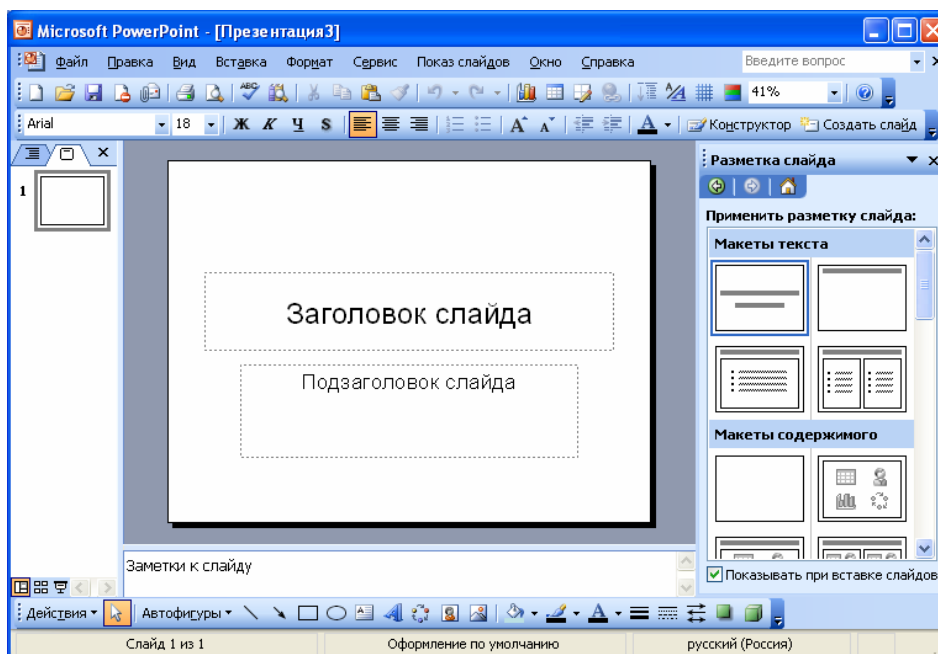 Microsoft PowerPoint - [Презентация3]
Файл Правка Вид Вставка Формат Сервис Показ слайдов Окно Справка Введите вопрос
ABC 41%
Arial 18 Ж К Ч S A A A Конструктор Создать слайд
1
Разметка слайда
Применить разметку слайда:
Макеты текста
Макеты содержимого
Показывать при вставке слайдов
Заголовок слайда
Подзаголовок слайда
Заметки к слайду
Действия Автофигуры A A
Слайд 1 из 1 Оформление по умолчанию русский (Россия)